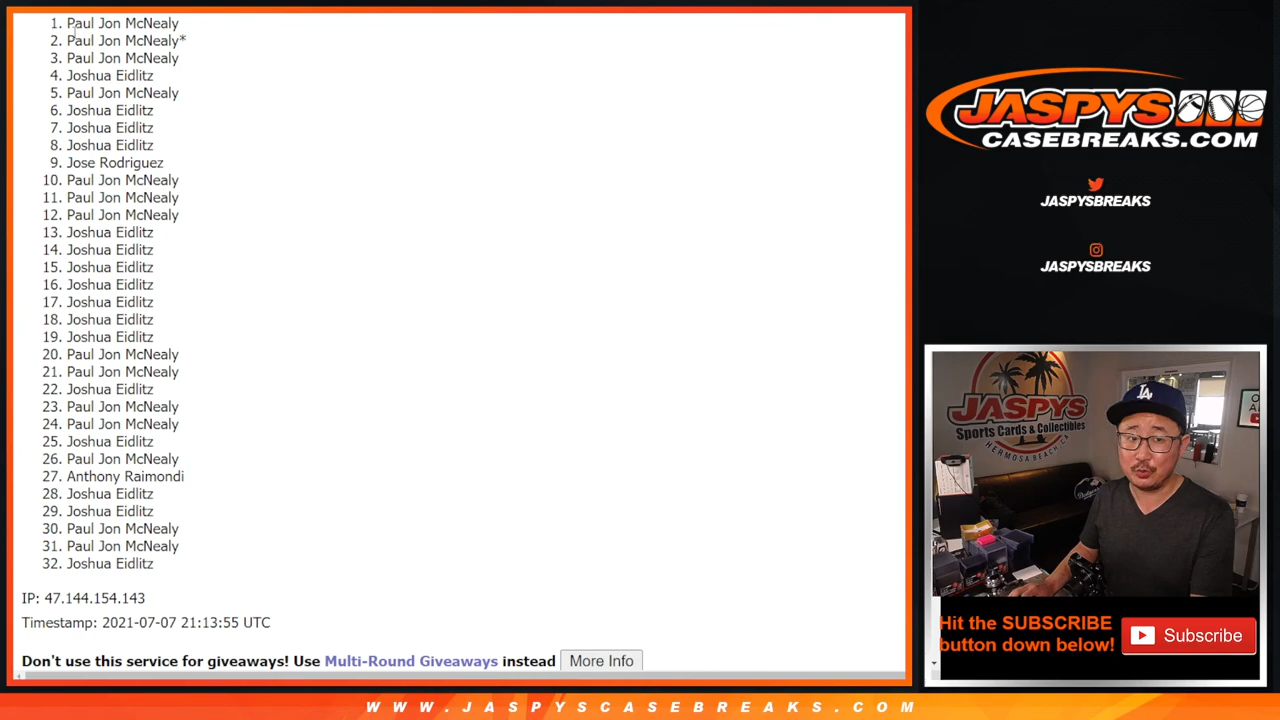 1. Paul Jon McNealy
2. Paul Jon McNealy*
3. Paul Jon McNealy
4. Joshua Eidlitz
5. Paul Jon McNealy
6. Joshua Eidlitz
7. Joshua Eidlitz
8. Joshua Eidlitz
9. Jose Rodriguez
10. Paul Jon McNealy
11. Paul Jon McNealy
12. Paul Jon McNealy
13. Joshua Eidlitz
14. Joshua Eidlitz
15. Joshua Eidlitz
16. Joshua Eidlitz
17. Joshua Eidlitz
18. Joshua Eidlitz
19. Joshua Eidlitz
20. Paul Jon McNealy
21. Paul Jon McNealy
22. Joshua Eidlitz
23. Paul Jon McNealy
24. Paul Jon McNealy
25. Joshua Eidlitz
26. Paul Jon McNealy
27. Anthony Raimondi
28. Joshua Eidlitz
29. Joshua Eidlitz
30. Paul Jon McNealy
31. Paul Jon McNealy
32. Joshua Eidlitz
IP: 47.144.154.143
Timestamp: 2021-07-07 21:13:55 UTC
Don't use this service for giveaways! Use Multi-Round Giveaways instead More Info
JASPYS
CASEBREAKS.COM
JASPYSBREAKS
JASPYSBREAKS
JASPYS
Sports Cards & Collectibles
HERMOSA BEACH, CA
LA
Dodgers
Hit the SUBSCRIBE
button down below!
Subscribe
WWW.JASPYSCASEBREAKS.COM